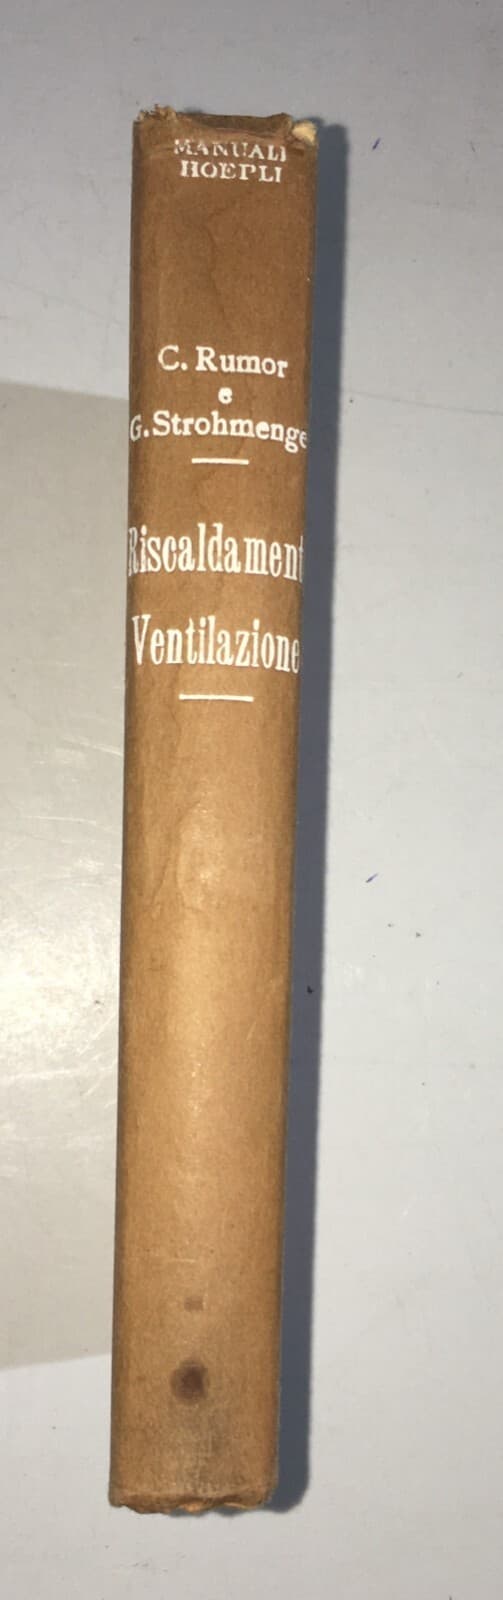 MANUALI
HOEPLI
C. Rumor
e
G. Strohmenge
Riscaldament
Ventilazione